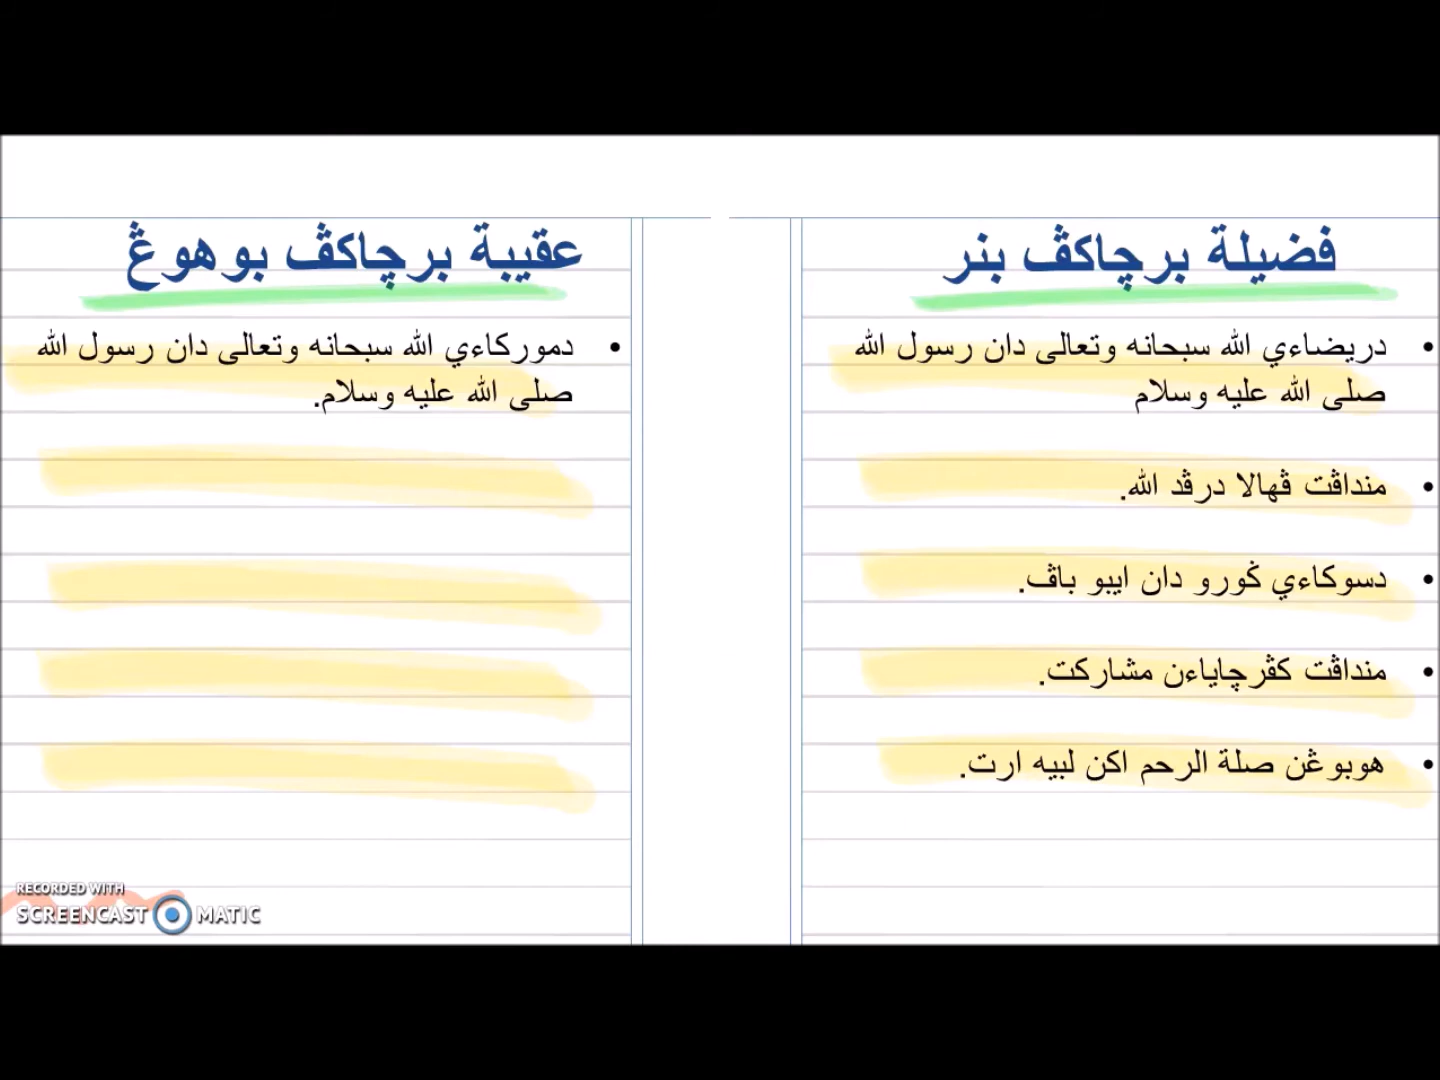 فضيلة برچاكڤ بنر
دريضاءي الله سبحانه وتعالى دان رسول الله
صلى الله عليه وسلام
منداڤت ڤهالا درڤد الله.
دسوكاءي ݢورو دان ايبو باڤ.
منداڤت كڤرچاياءن مشاركت.
هوبوڠن صلة الرحم اكن لبيه ارت.
عقيبة برچاكڤ بوهوڠ
دموركاءي الله سبحانه وتعالى دان رسول الله
صلى الله عليه وسلام.
RECORDED WITH
SCREENCAST MATIC